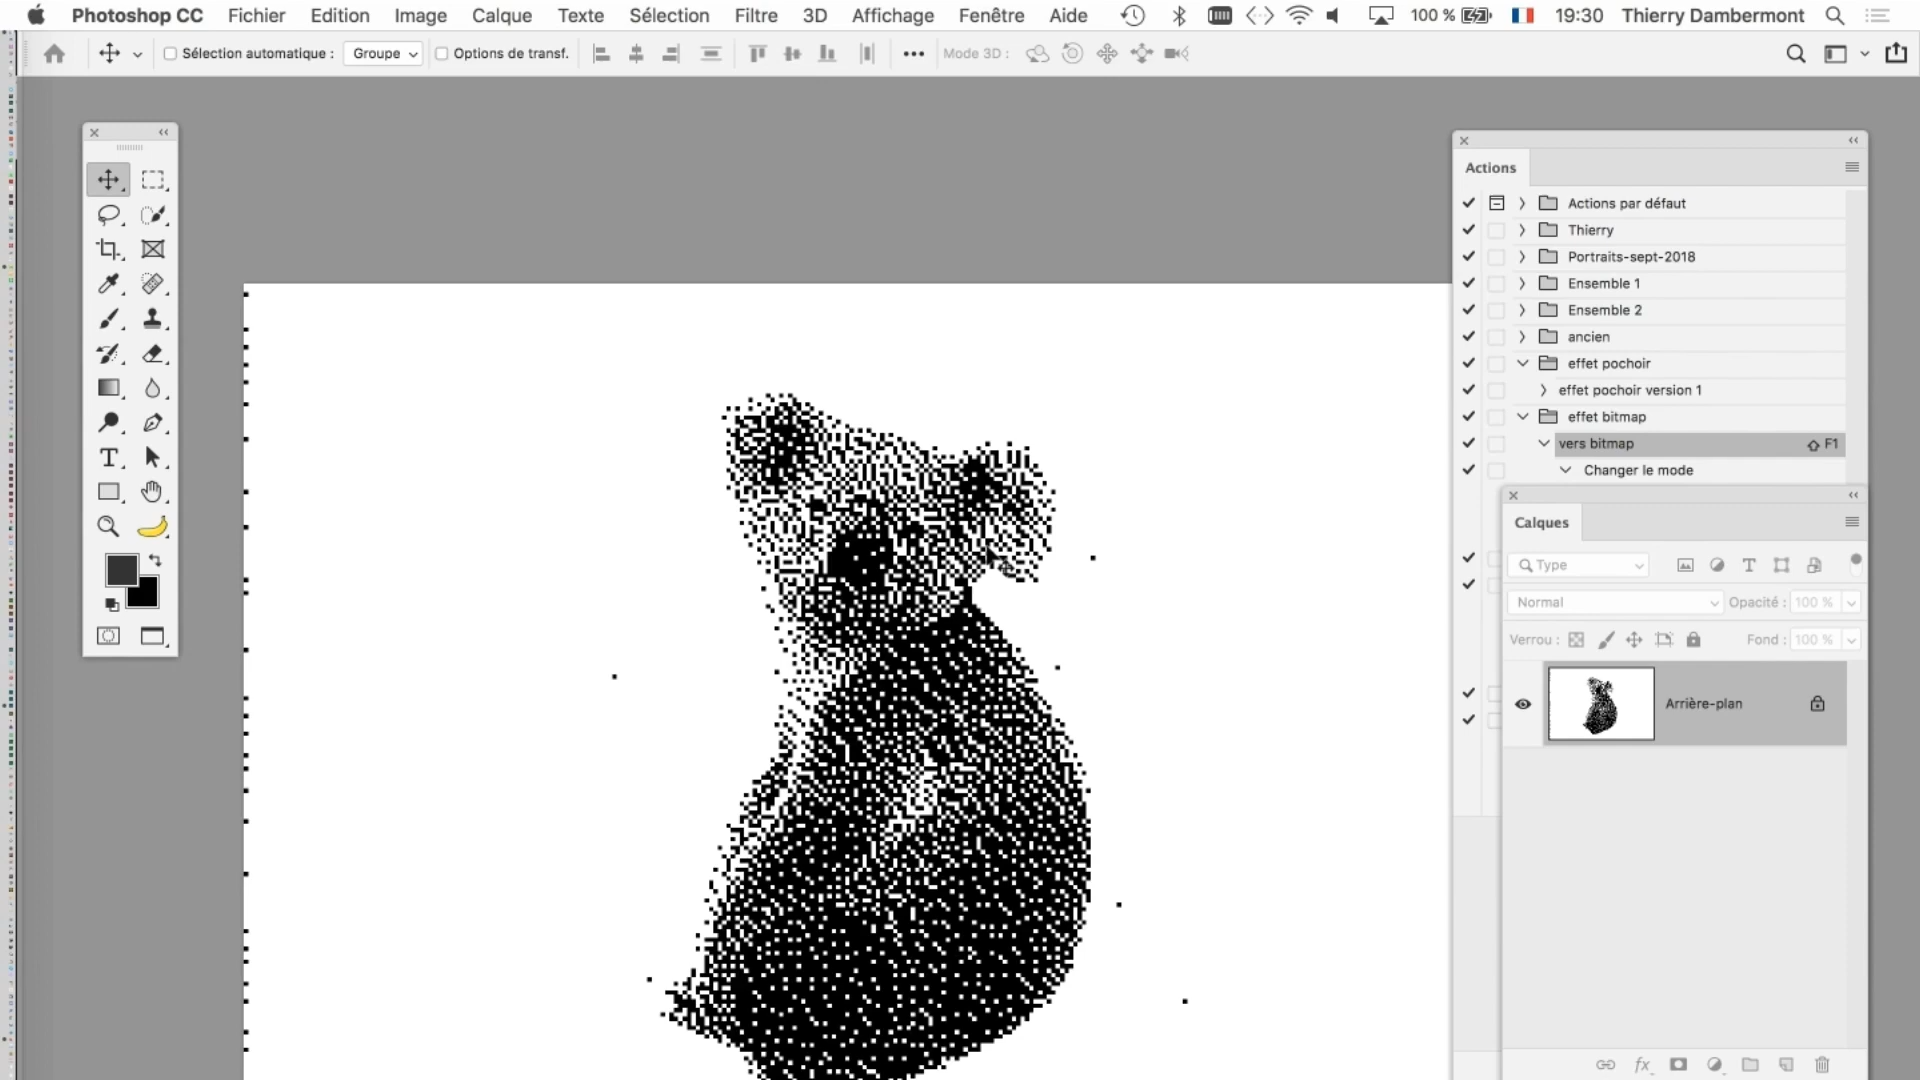 Photoshop CC Fichier Edition Image Calque Texte Sélection Filtre 3D Affichage Fenêtre Aide 100 % 19:30 Thierry Dambermont
Sélection automatique : Groupe Options de transf. Mode 3D :
Actions
Actions par défaut
Thierry
Portraits-sept-2018
Ensemble 1
Ensemble 2
ancien
effet pochoir
effet pochoir version 1
effet bitmap
vers bitmap F1
Changer le mode
Calques
Type
Normal Opacité : 100 %
Verrou : Fond : 100 %
Arrière-plan